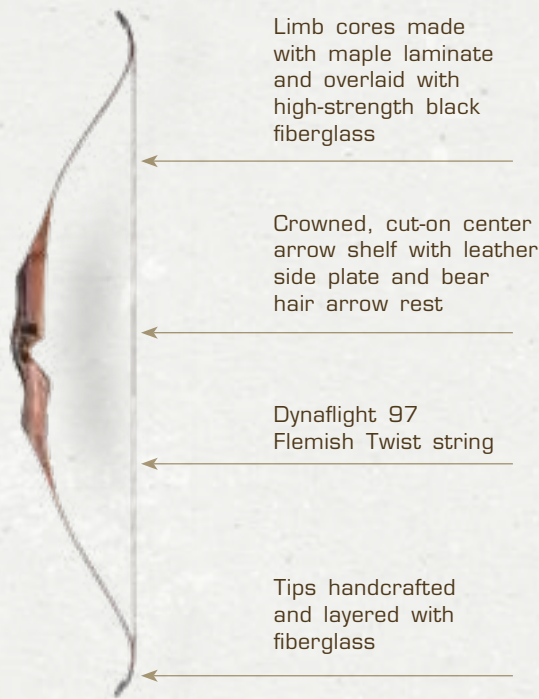 Limb cores made
with maple laminate
and overlaid with
high-strength black
fiberglass
Crowned, cut-on center
arrow shelf with leather
side plate and bear
hair arrow rest
Dynaflight 97
Flemish Twist string
Tips handcrafted
and layered with
fiberglass